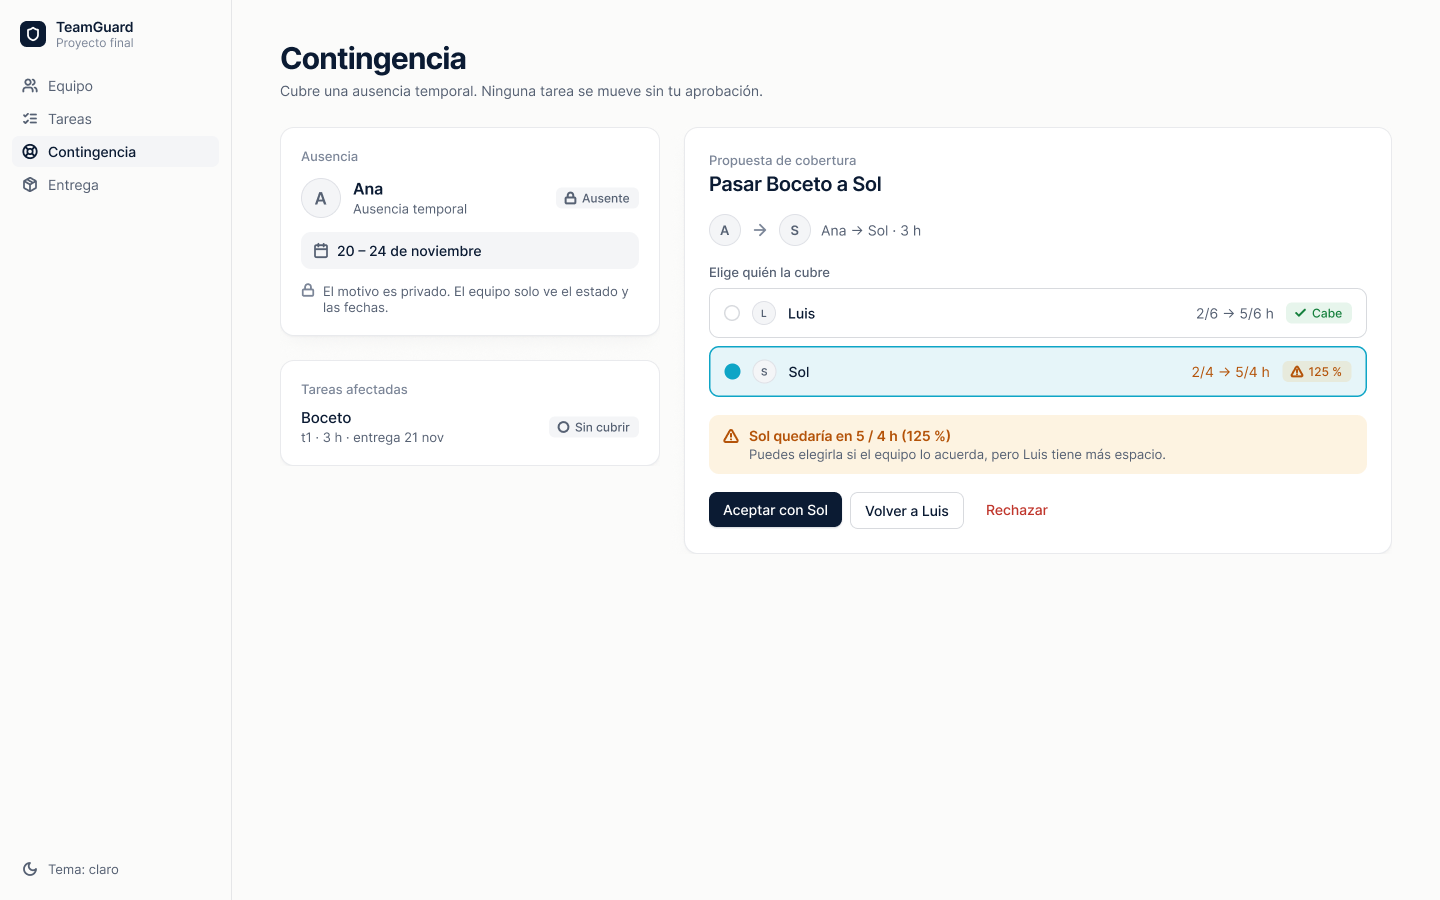 TeamGuard
Proyecto final
Equipo
Tareas
Contingencia
Entrega
Tema: claro
Contingencia
Cubre una ausencia temporal. Ninguna tarea se mueve sin tu aprobación.
Ausencia
A
Ana
Ausencia temporal
Ausente
20 – 24 de noviembre
El motivo es privado. El equipo solo ve el estado y
las fechas.
Tareas afectadas
Boceto
t1 · 3 h · entrega 21 nov
Sin cubrir
Propuesta de cobertura
Pasar Boceto a Sol
A → S Ana → Sol · 3 h
Elige quién la cubre
L Luis 2/6 → 5/6 h Cabe
S Sol 2/4 → 5/4 h 125 %
Sol quedaría en 5 / 4 h (125 %)
Puedes elegirla si el equipo lo acuerda, pero Luis tiene más espacio.
Aceptar con Sol Volver a Luis Rechazar